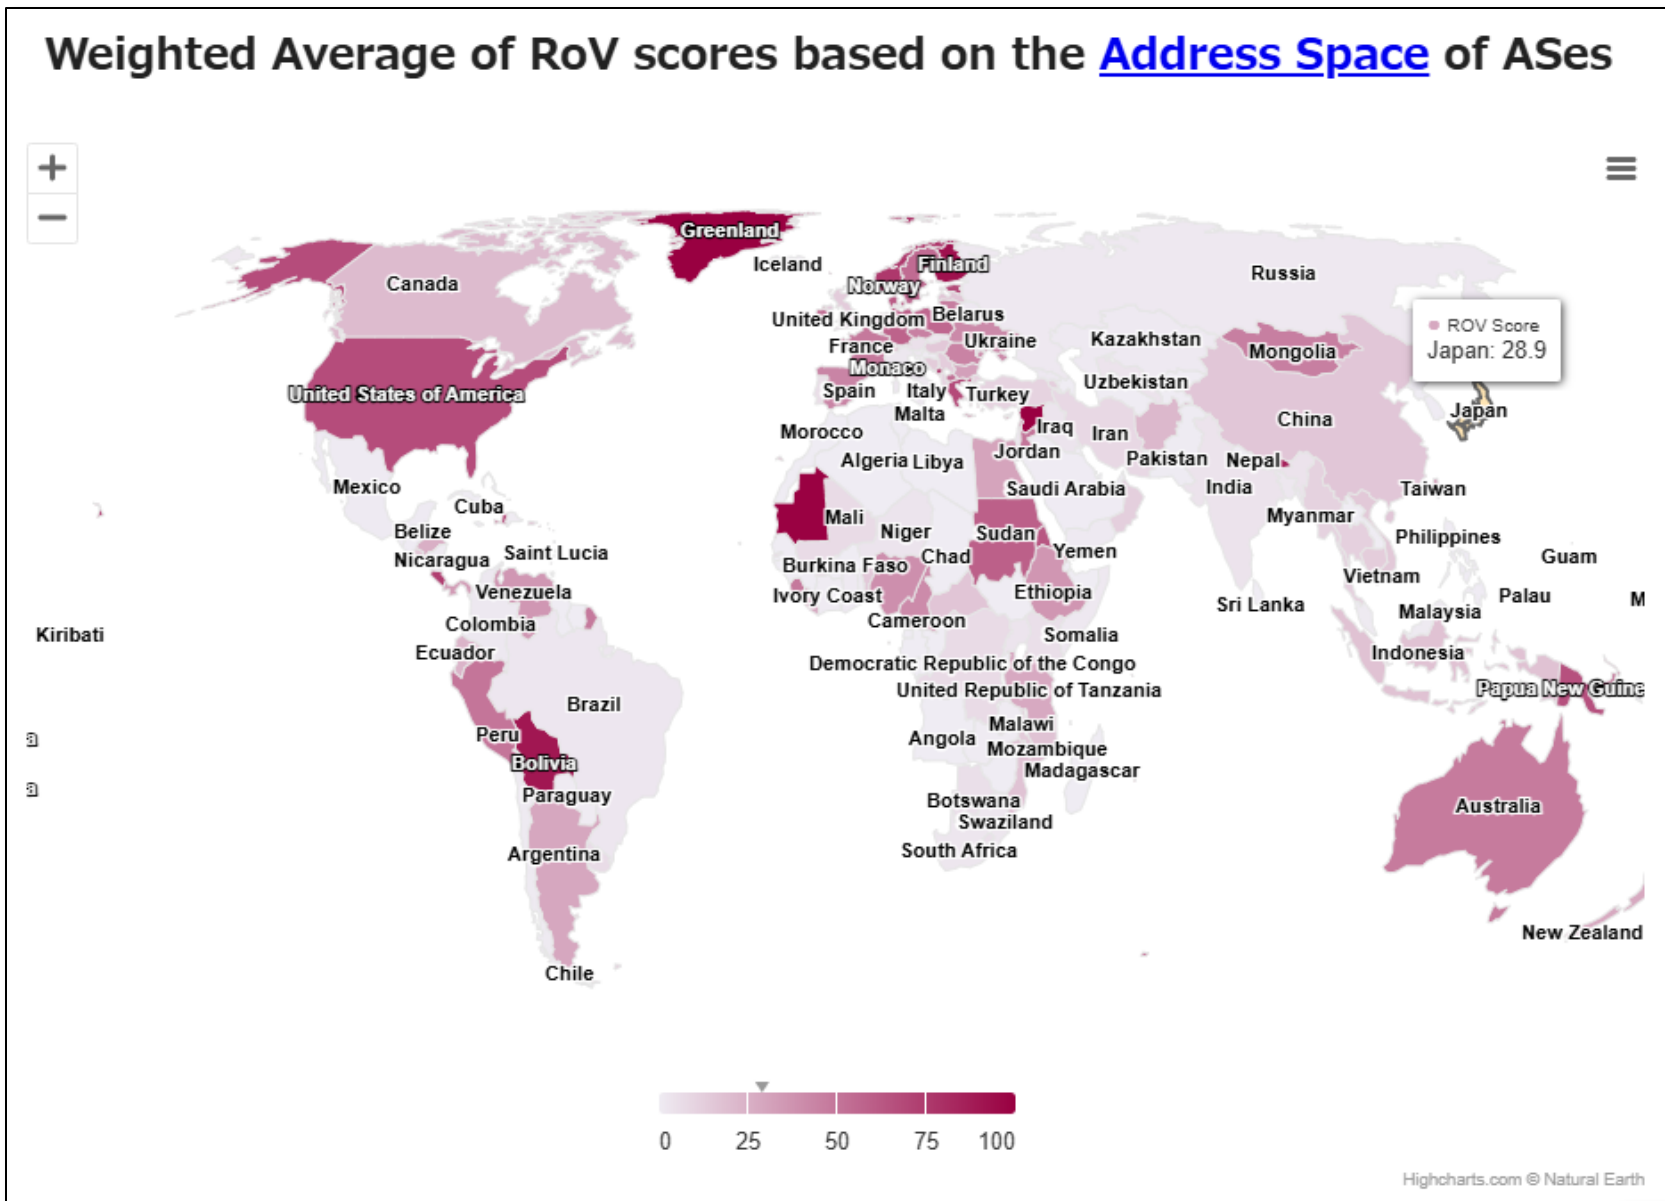 Weighted Average of RoV scores based on the Address Space of ASes
+
−
Greenland
Iceland
Finland
Canada
Russia
Norway
United Kingdom
Belarus
ROV Score
Japan: 28.9
France
Ukraine
Kazakhstan
Mongolia
Monaco
Uzbekistan
United States of America
Spain
Italy
Turkey
Malta
Japan
China
Iraq
Iran
Morocco
Jordan
Algeria
Libya
Pakistan
Nepal
Mexico
Saudi Arabia
India
Taiwan
Cuba
Mali
Myanmar
Belize
Niger
Sudan
Philippines
Nicaragua
Saint Lucia
Burkina Faso
Chad
Yemen
Guam
Venezuela
Ivory Coast
Ethiopia
Vietnam
Palau
M
Colombia
Cameroon
Sri Lanka
Malaysia
Kiribati
Somalia
Ecuador
Democratic Republic of the Congo
Indonesia
United Republic of Tanzania
Papua New Guine
Brazil
Malawi
Peru
Angola
Mozambique
a
Bolivia
Madagascar
a
Paraguay
Botswana
Australia
Swaziland
Argentina
South Africa
New Zealand
Chile
0 25 50 75 100
Highcharts.com © Natural Earth